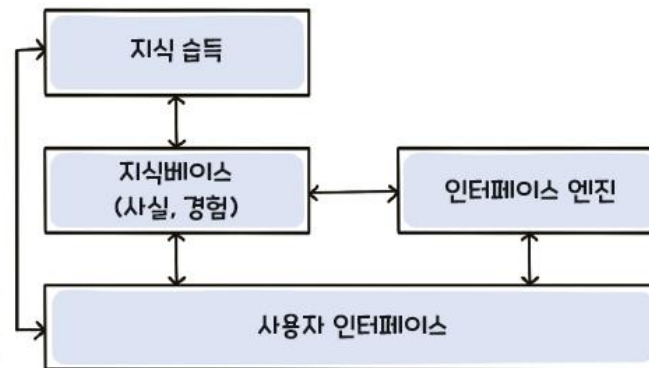 지식 습득
지식베이스
(사실, 경험)
인터페이스 엔진
사용자 인터페이스